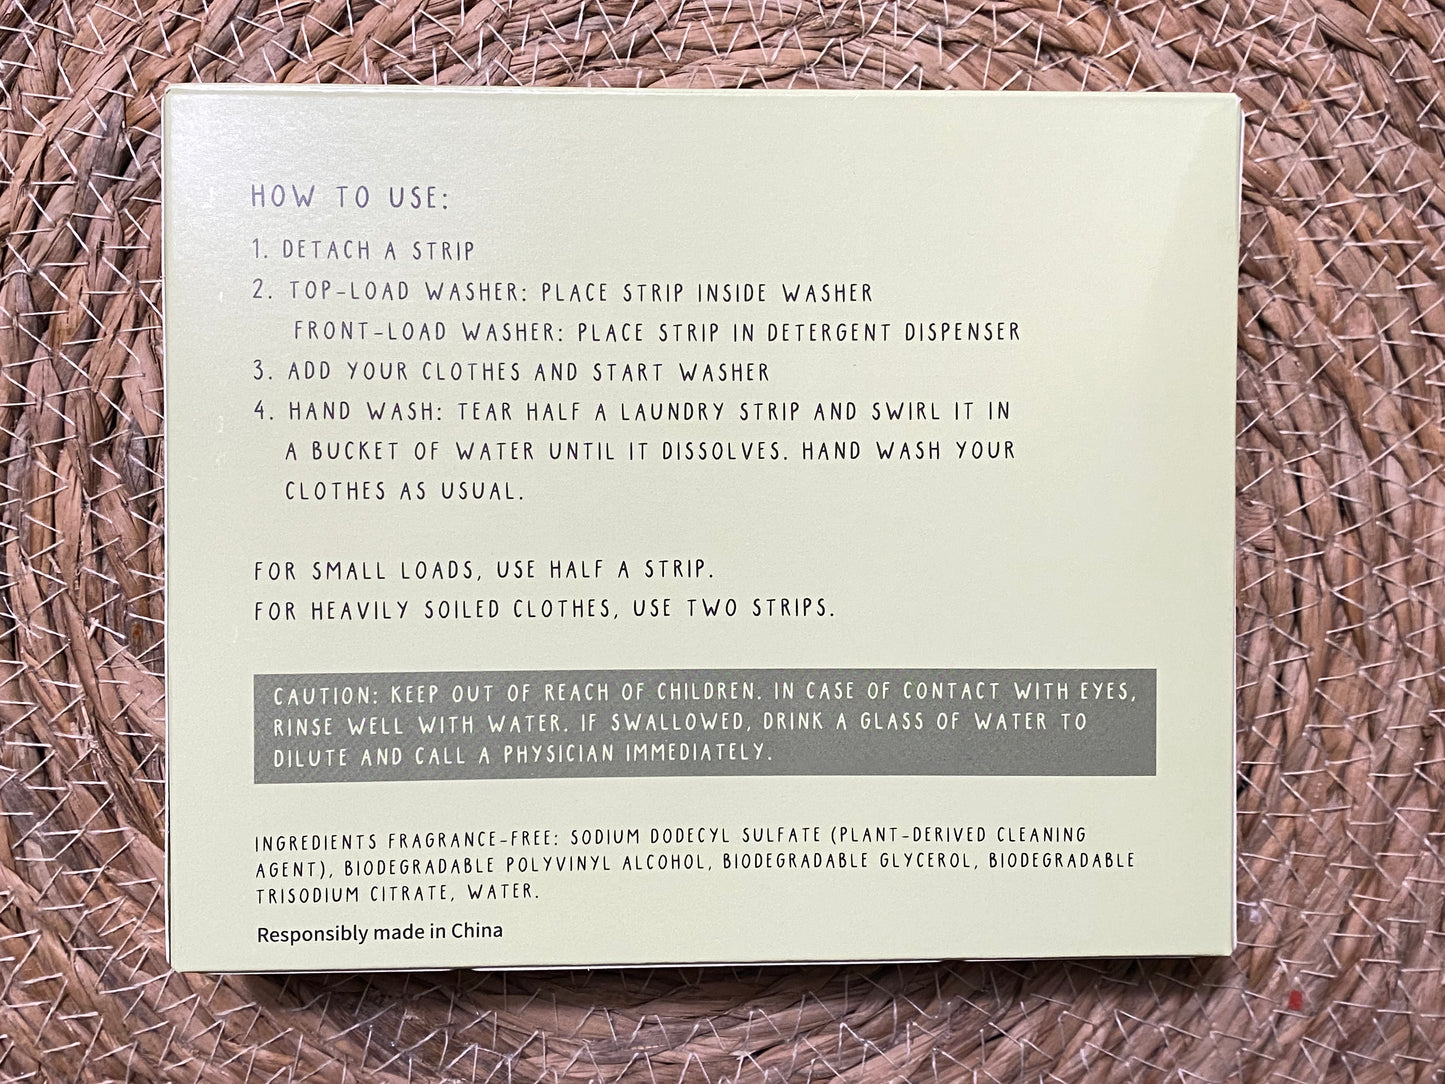 HOW TO USE:
1. DETACH A STRIP
2. TOP-LOAD WASHER: PLACE STRIP INSIDE WASHER
FRONT-LOAD WASHER: PLACE STRIP IN DETERGENT DISPENSER
3. ADD YOUR CLOTHES AND START WASHER
4. HAND WASH: TEAR HALF A LAUNDRY STRIP AND SWIRL IT IN
A BUCKET OF WATER UNTIL IT DISSOLVES. HAND WASH YOUR
CLOTHES AS USUAL.
FOR SMALL LOADS, USE HALF A STRIP.
FOR HEAVILY SOILED CLOTHES, USE TWO STRIPS.
CAUTION: KEEP OUT OF REACH OF CHILDREN. IN CASE OF CONTACT WITH EYES,
RINSE WELL WITH WATER. IF SWALLOWED, DRINK A GLASS OF WATER TO
DILUTE AND CALL A PHYSICIAN IMMEDIATELY.
INGREDIENTS FRAGRANCE-FREE: SODIUM DODECYL SULFATE (PLANT-DERIVED CLEANING
AGENT), BIODEGRADABLE POLYVINYL ALCOHOL, BIODEGRADABLE GLYCEROL, BIODEGRADABLE
TRISODIUM CITRATE, WATER.
Responsibly made in China